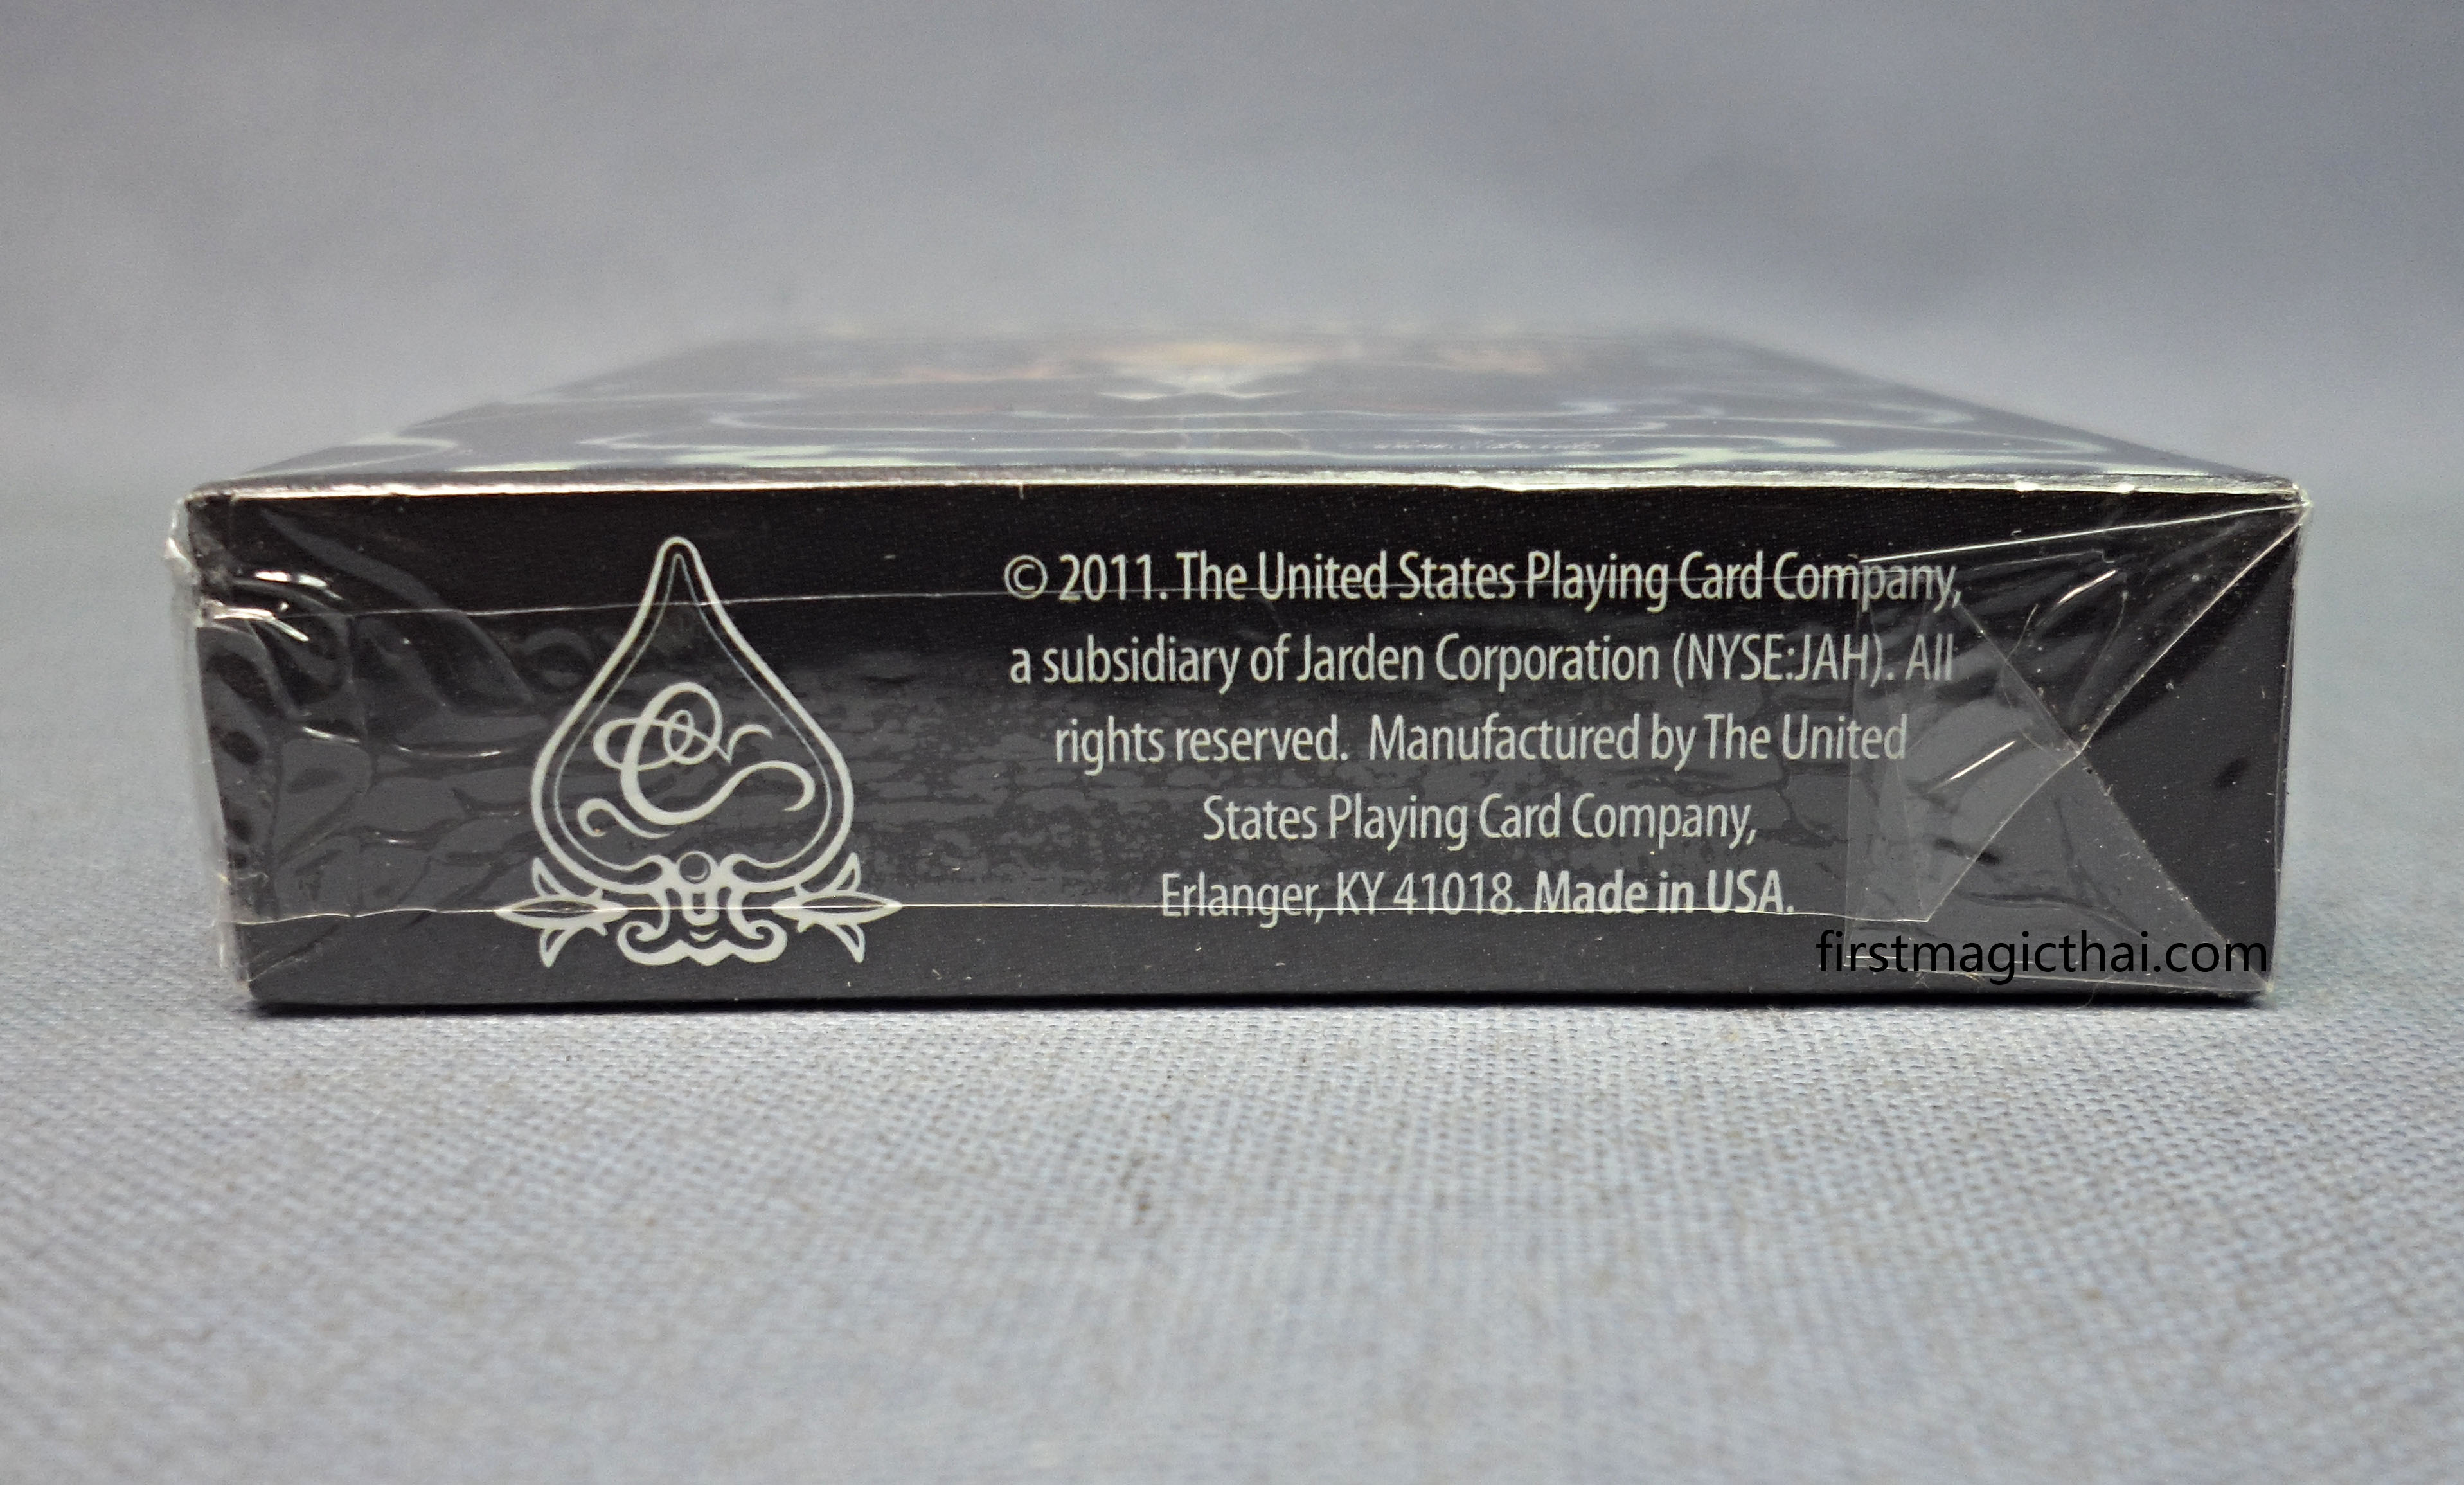 © 2011. The United States Playing Card Company,
a subsidiary of Jarden Corporation (NYSE:JAH). All
rights reserved. Manufactured by The United
States Playing Card Company,
Erlanger, KY 41018. Made in USA.
firstmagicthai.com